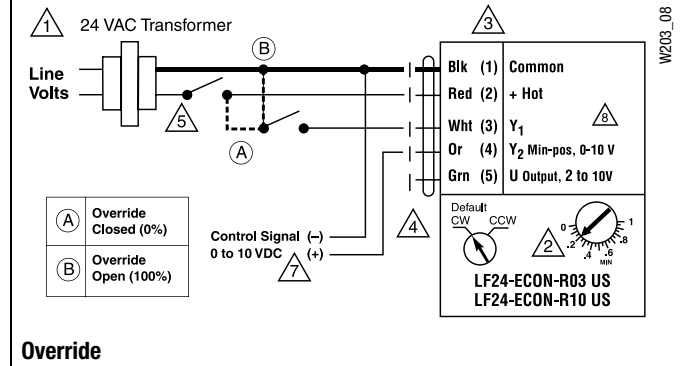 1 24 VAC Transformer
W203_08
3
B
Line
Volts
Blk (1) Common
Red (2) + Hot
8
5
Wht (3) Y1
A
Or (4) Y2 Min-pos, 0-10 V
Grn (5) U Output, 2 to 10V
A Override
Closed (0%)
B Override
Open (100%)
Control Signal (–)
0 to 10 VDC (+)
7
4
Default
CW CCW
2
0 .2 .4 .6 .8 1
MIN
LF24-ECON-R03 US
LF24-ECON-R10 US
Override